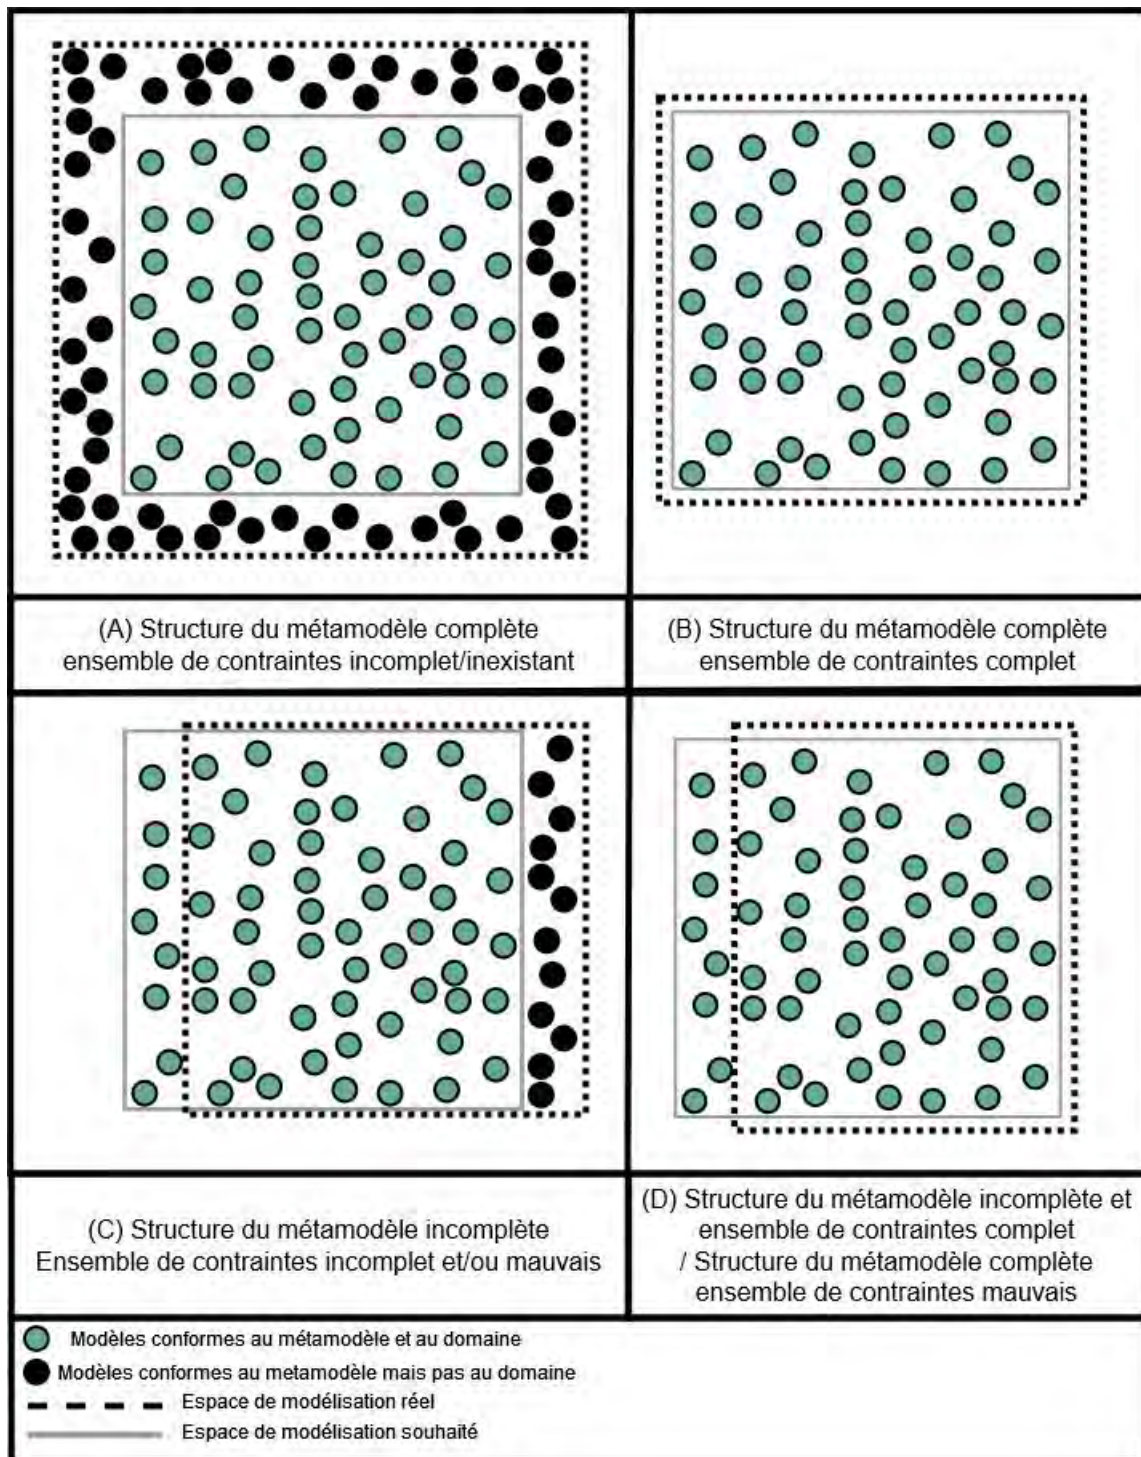 (A) Structure du métamodèle complète
ensemble de contraintes incomplet/inexistant
(B) Structure du métamodèle complète
ensemble de contraintes complet
(C) Structure du métamodèle incomplète
Ensemble de contraintes incomplet et/ou mauvais
(D) Structure du métamodèle incomplète et
ensemble de contraintes complet
/ Structure du métamodèle complète
ensemble de contraintes mauvais
Modèles conformes au métamodèle et au domaine
Modèles conformes au metamodèle mais pas au domaine
Espace de modélisation réel
Espace de modélisation souhaité